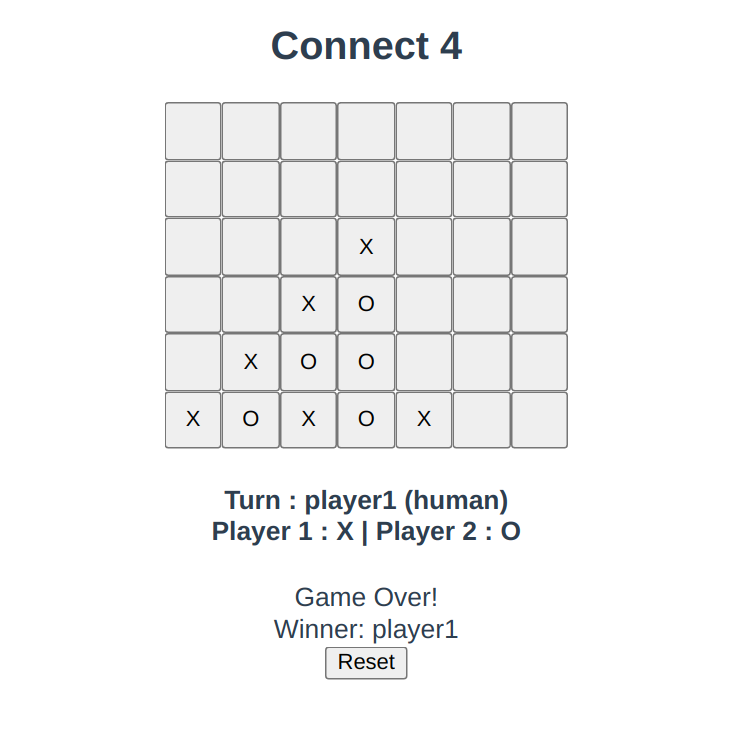 Connect 4
X
X O
X O O
X O X O X
Turn : player1 (human)
Player 1 : X | Player 2 : O
Game Over!
Winner: player1
Reset